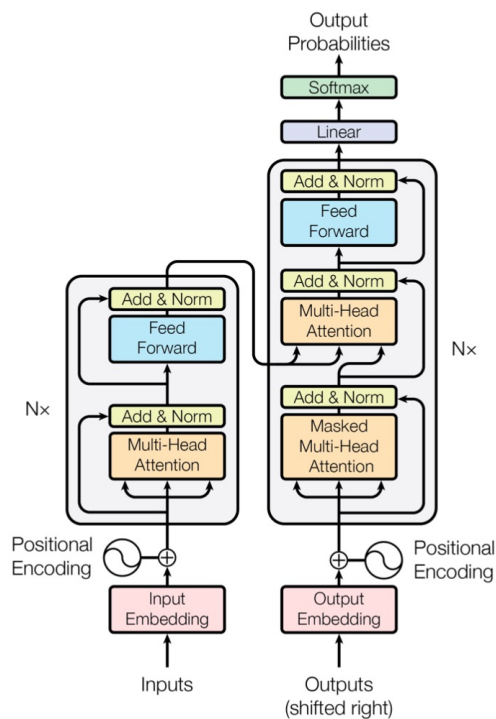 Output
Probabilities
Softmax
Linear
Add & Norm
Feed
Forward
Add & Norm
Multi-Head
Attention
Add & Norm
Masked
Multi-Head
Attention
N×
Add & Norm
Feed
Forward
Add & Norm
Multi-Head
Attention
N×
Positional
Encoding
Positional
Encoding
Input
Embedding
Output
Embedding
Inputs
Outputs
(shifted right)